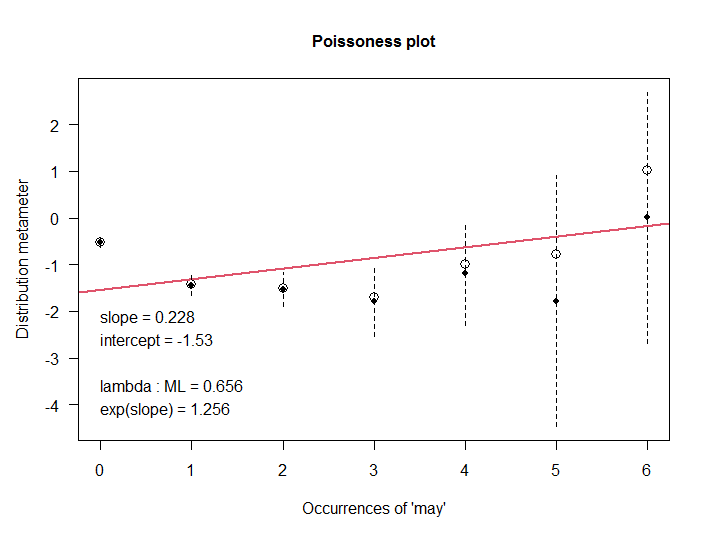 Poissoness plot
Distribution metameter
2
1
0
-1
-2
-3
-4
slope = 0.228
intercept = -1.53
lambda : ML = 0.656
exp(slope) = 1.256
0 1 2 3 4 5 6
Occurrences of 'may'